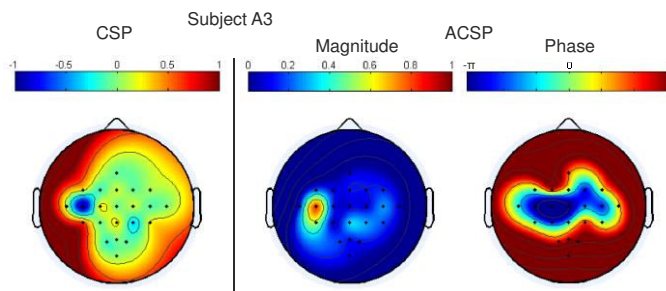 Subject A3
CSP
ACSP
Magnitude
Phase
-1 -0.5 0 0.5 1
0 0.2 0.4 0.6 0.8 1
-π 0